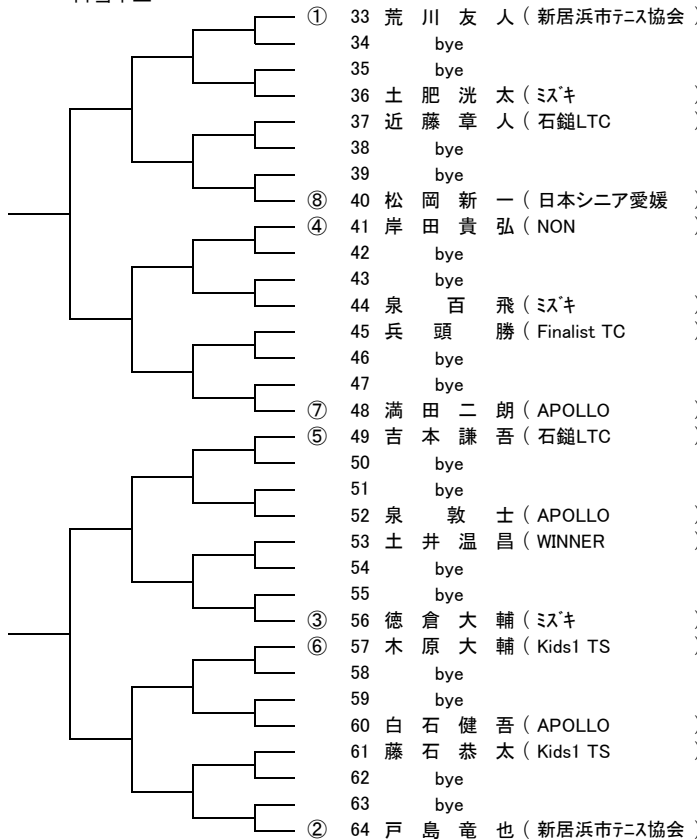 ① 33 荒川友人 ( 新居浜市テニス協会 )
34 bye
35 bye
36 土肥洸太 ( ミズキ )
37 近藤章人 ( 石鎚LTC )
38 bye
39 bye
⑧ 40 松岡新一 ( 日本シニア愛媛 )
④ 41 岸田貴弘 ( NON )
42 bye
43 bye
44 泉百飛 ( ミズキ )
45 兵頭勝 ( Finalist TC )
46 bye
47 bye
⑦ 48 満田二朗 ( APOLLO )
⑤ 49 吉本謙吾 ( 石鎚LTC )
50 bye
51 bye
52 泉敦士 ( APOLLO )
53 土井温昌 ( WINNER )
54 bye
55 bye
③ 56 徳倉大輔 ( ミズキ )
⑥ 57 木原大輔 ( Kids1 TS )
58 bye
59 bye
60 白石健吾 ( APOLLO )
61 藤石恭太 ( Kids1 TS )
62 bye
63 bye
② 64 戸島竜也 ( 新居浜市テニス協会 )